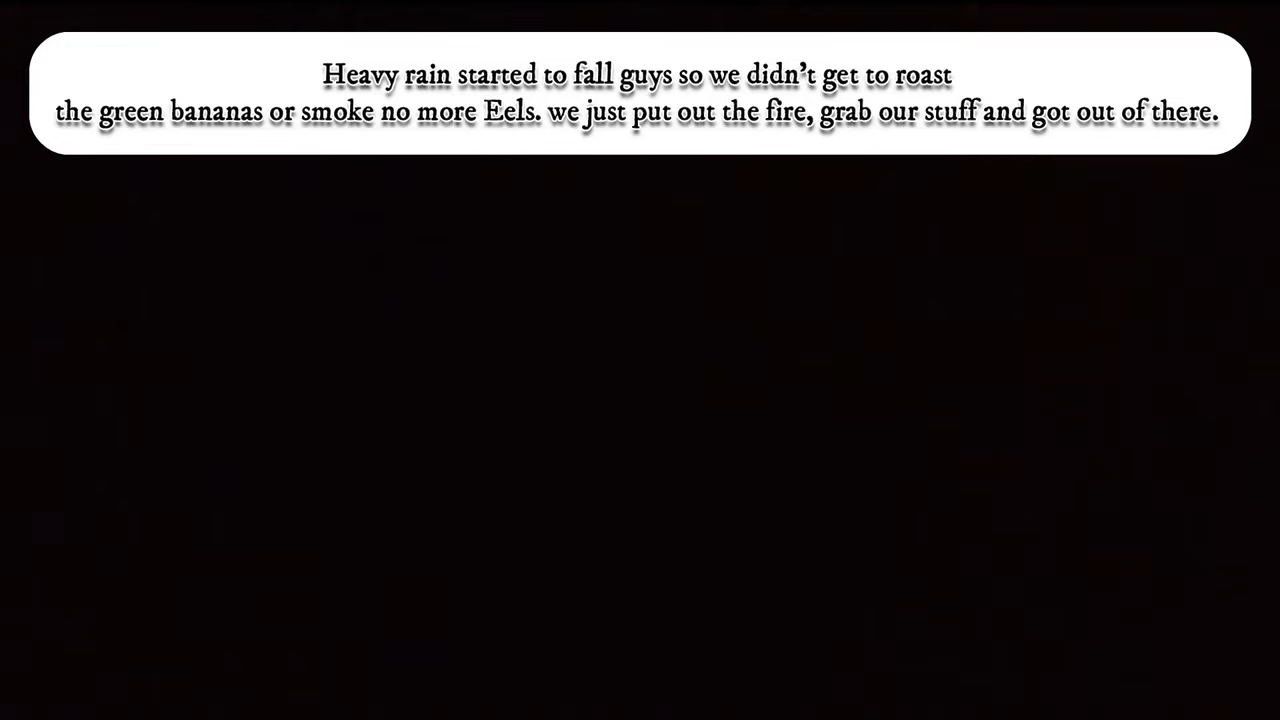 Heavy rain started to fall guys so we didn't get to roast
the green bananas or smoke no more Eels. we just put out the fire, grab our stuff and got out of there.